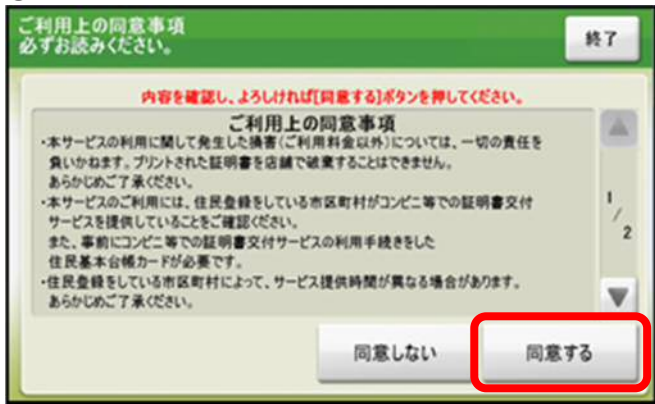 ご利用上の同意事項
必ずお読みください。
終了
内容を確認し、よろしければ[同意する]ボタンを押してください。
ご利用上の同意事項
・本サービスの利用に関して発生した損害(ご利用料金以外)については、一切の責任を
負いかねます。プリントされた証明書を店舗で破棄することはできません。
あらかじめご了承ください。
・本サービスのご利用には、住民登録をしている市区町村がコンビニ等での証明書交付
サービスを提供していることをご確認ください。
また、事前にコンビニ等での証明書交付サービスの利用手続きをした
住民基本台帳カードが必要です。
・住民登録をしている市区町村によって、サービス提供時間が異なる場合があります。
あらかじめご了承ください。
1
/
2
同意しない
同意する